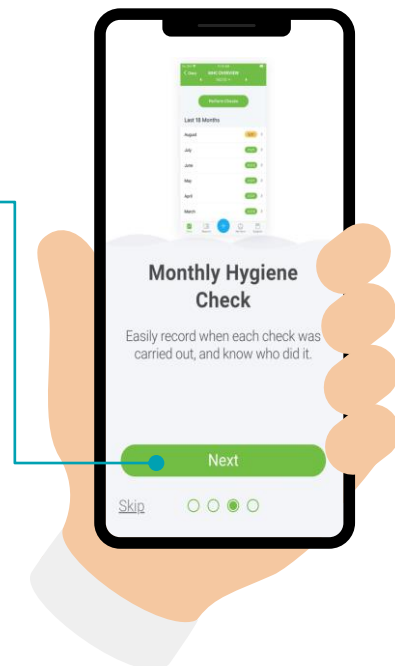 Perform Checks
Last 18 Months
August
July
June
May
April
March
Monthly Hygiene
Check
Easily record when each check was
carried out, and know who did it.
Next
Skip